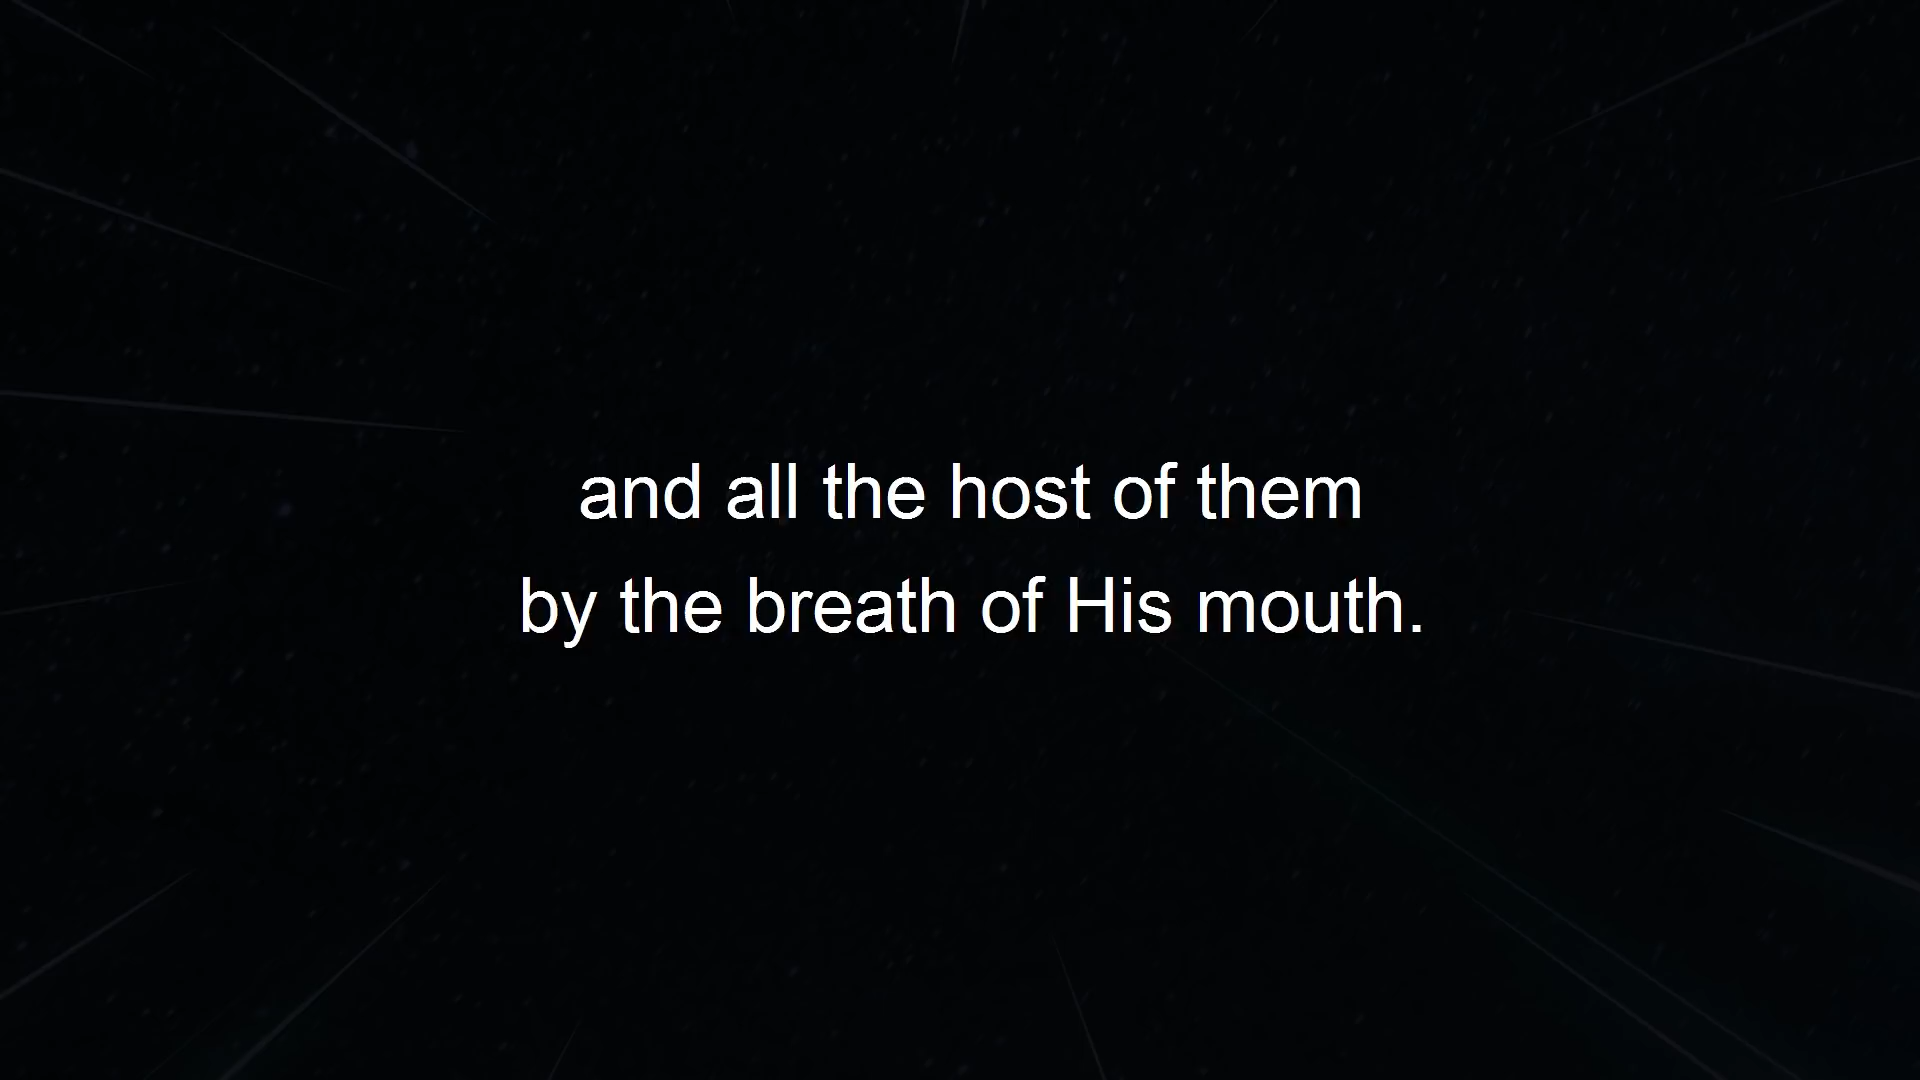 and all the host of them
by the breath of His mouth.